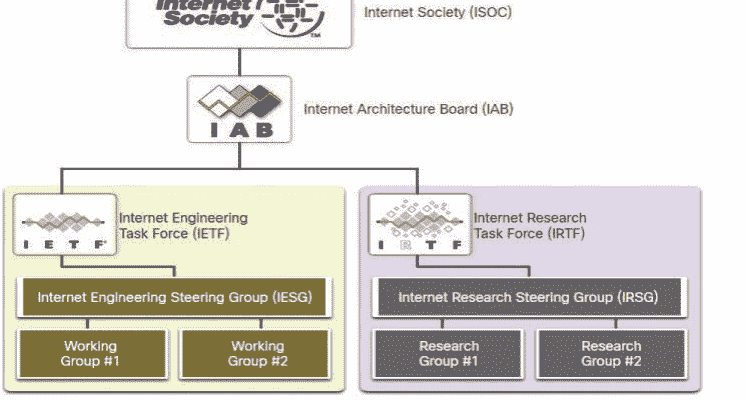 Internet
Society
TM
Internet Society (ISOC)
IAB
Internet Architecture Board (IAB)
IETF
Internet Engineering
Task Force (IETF)
IRTF
Internet Research
Task Force (IRTF)
Internet Engineering Steering Group (IESG)
Internet Research Steering Group (IRSG)
Working
Group #1
Working
Group #2
Research
Group #1
Research
Group #2